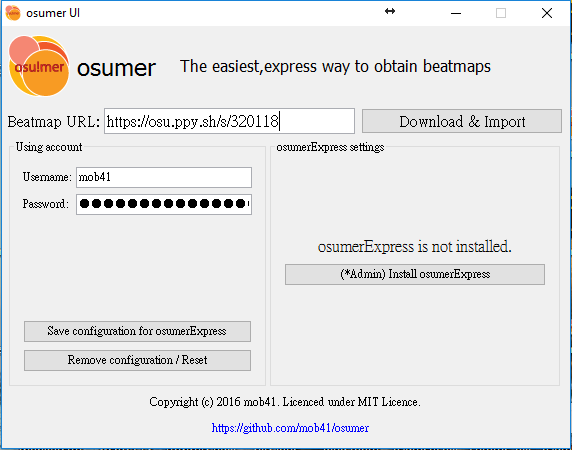 osumer UI
osu!mer
osumer
The easiest,express way to obtain beatmaps
Beatmap URL: https://osu.ppy.sh/s/320118
Download & Import
Using account
Username: mob41
Password: ●●●●●●●●●●●●●●
Save configuration for osumerExpress
Remove configuration / Reset
osumerExpress settings
osumerExpress is not installed.
(*Admin) Install osumerExpress
Copyright (c) 2016 mob41. Licenced under MIT Licence.
https://github.com/mob41/osumer